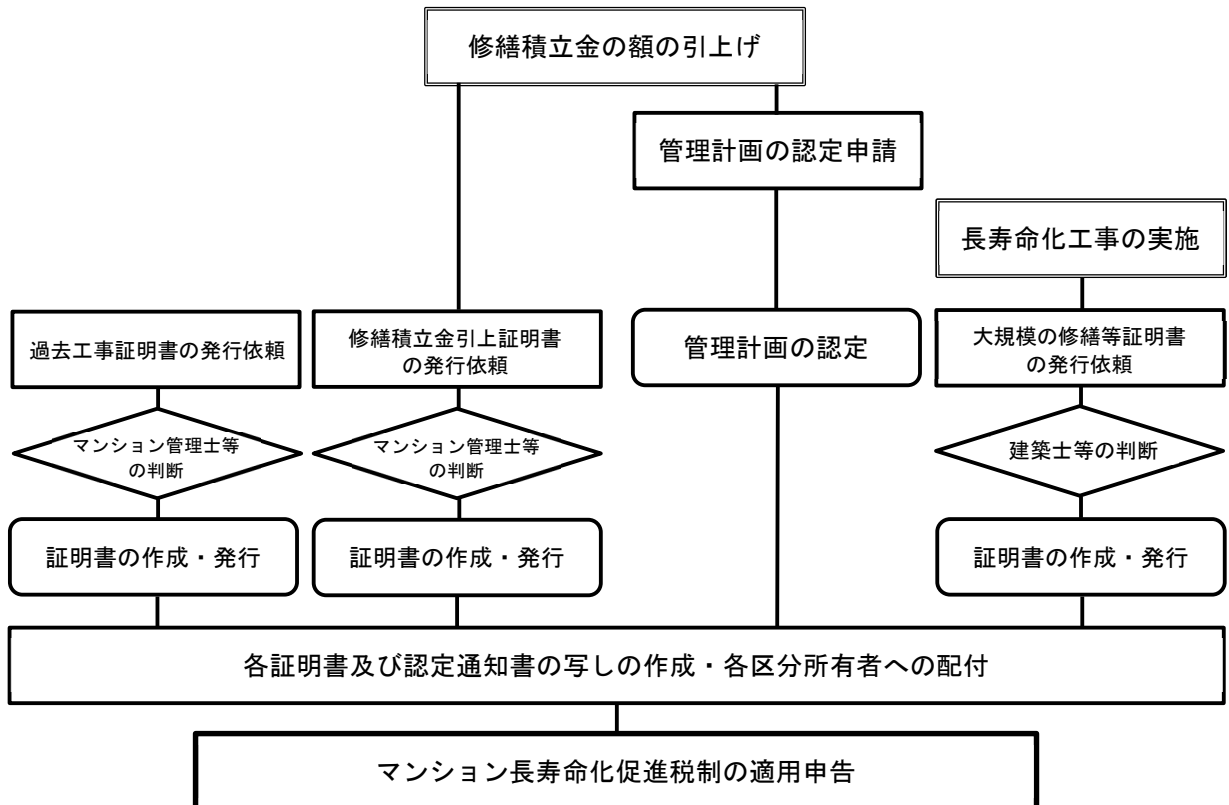 修繕積立金の額の引上げ
管理計画の認定申請
長寿命化工事の実施
過去工事証明書の発行依頼
修繕積立金引上証明書
の発行依頼
管理計画の認定
大規模の修繕等証明書
の発行依頼
マンション管理士等
の判断
マンション管理士等
の判断
建築士等の判断
証明書の作成・発行
証明書の作成・発行
証明書の作成・発行
各証明書及び認定通知書の写しの作成・各区分所有者への配付
マンション長寿命化促進税制の適用申告